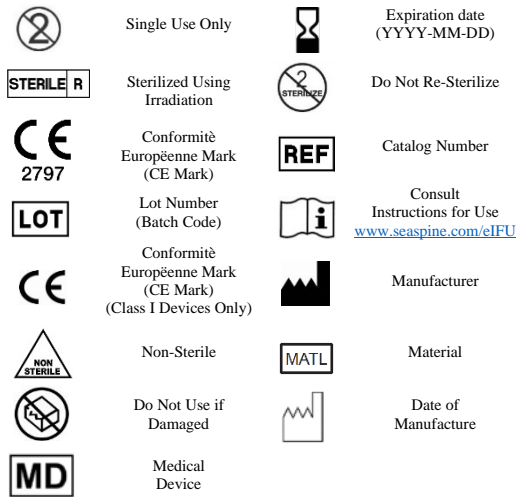 2
Single Use Only
Expiration date
(YYYY-MM-DD)
STERILE R
Sterilized Using
Irradiation
2
STERILIZE
Do Not Re-Sterilize
CE
2797
Conformitè
Europëenne Mark
(CE Mark)
REF
Catalog Number
LOT
Lot Number
(Batch Code)
i
Consult
Instructions for Use
www.seaspine.com/eIFU
CE
Conformitè
Europëenne Mark
(CE Mark)
(Class I Devices Only)
Manufacturer
NON
STERILE
Non-Sterile
MATL
Material
Do Not Use if
Damaged
Date of
Manufacture
MD
Medical
Device